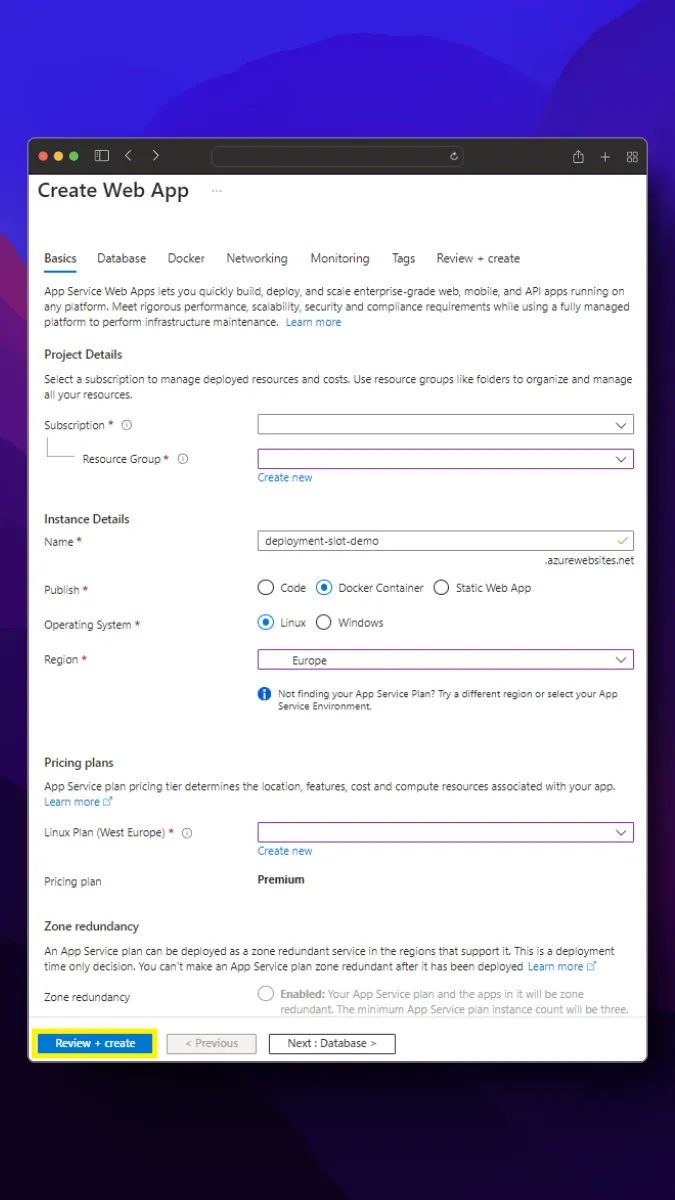 Create Web App ...
Basics Database Docker Networking Monitoring Tags Review + create
App Service Web Apps lets you quickly build, deploy, and scale enterprise-grade web, mobile, and API apps running on
any platform. Meet rigorous performance, scalability, security and compliance requirements while using a fully managed
platform to perform infrastructure maintenance. Learn more
Project Details
Select a subscription to manage deployed resources and costs. Use resource groups like folders to organize and manage
all your resources.
Subscription *
Resource Group *
Create new
Instance Details
Name * deployment-slot-demo
.azurewebsites.net
Publish * Code Docker Container Static Web App
Operating System * Linux Windows
Region * Europe
Not finding your App Service Plan? Try a different region or select your App
Service Environment.
Pricing plans
App Service plan pricing tier determines the location, features, cost and compute resources associated with your app.
Learn more
Linux Plan (West Europe) *
Create new
Pricing plan Premium
Zone redundancy
An App Service plan can be deployed as a zone redundant service in the regions that support it. This is a deployment
time only decision. You can't make an App Service plan zone redundant after it has been deployed Learn more
Zone redundancy Enabled: Your App Service plan and the apps in it will be zone
redundant. The minimum App Service plan instance count will be three.
Review + create < Previous Next : Database >